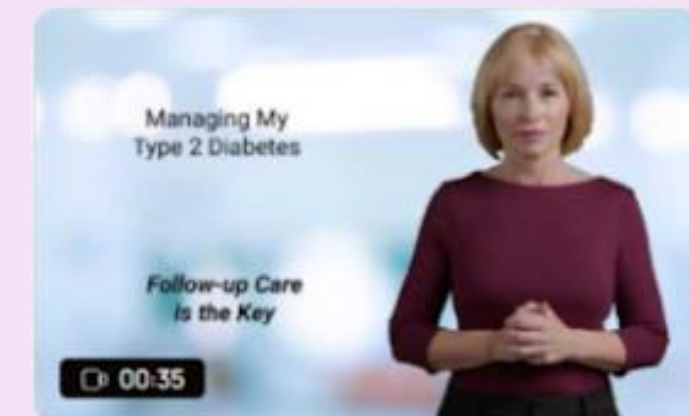 Managing My
Type 2 Diabetes
Follow-up Care
is the Key
00:35